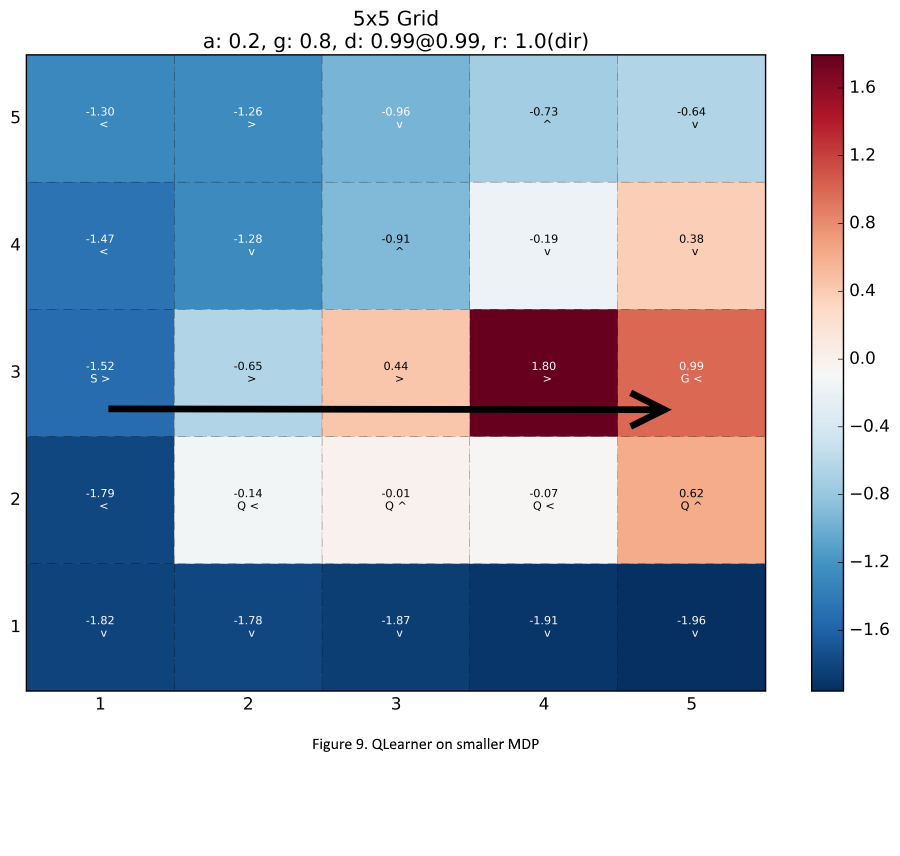 5x5 Grid
a: 0.2, g: 0.8, d: 0.99@0.99, r: 1.0(dir)
5
-1.30
<
-1.26
>
-0.96
v
-0.73
^
-0.64
v
4
-1.47
<
-1.28
v
-0.91
^
-0.19
v
0.38
v
3
-1.52
S >
-0.65
>
0.44
>
1.80
>
0.99
G <
2
-1.79
<
-0.14
Q <
-0.01
Q ^
-0.07
Q <
0.62
Q ^
1
-1.82
v
-1.78
v
-1.87
v
-1.91
v
-1.96
v
1
2
3
4
5
1.6
1.2
0.8
0.4
0.0
−0.4
−0.8
−1.2
−1.6
Figure 9. QLearner on smaller MDP